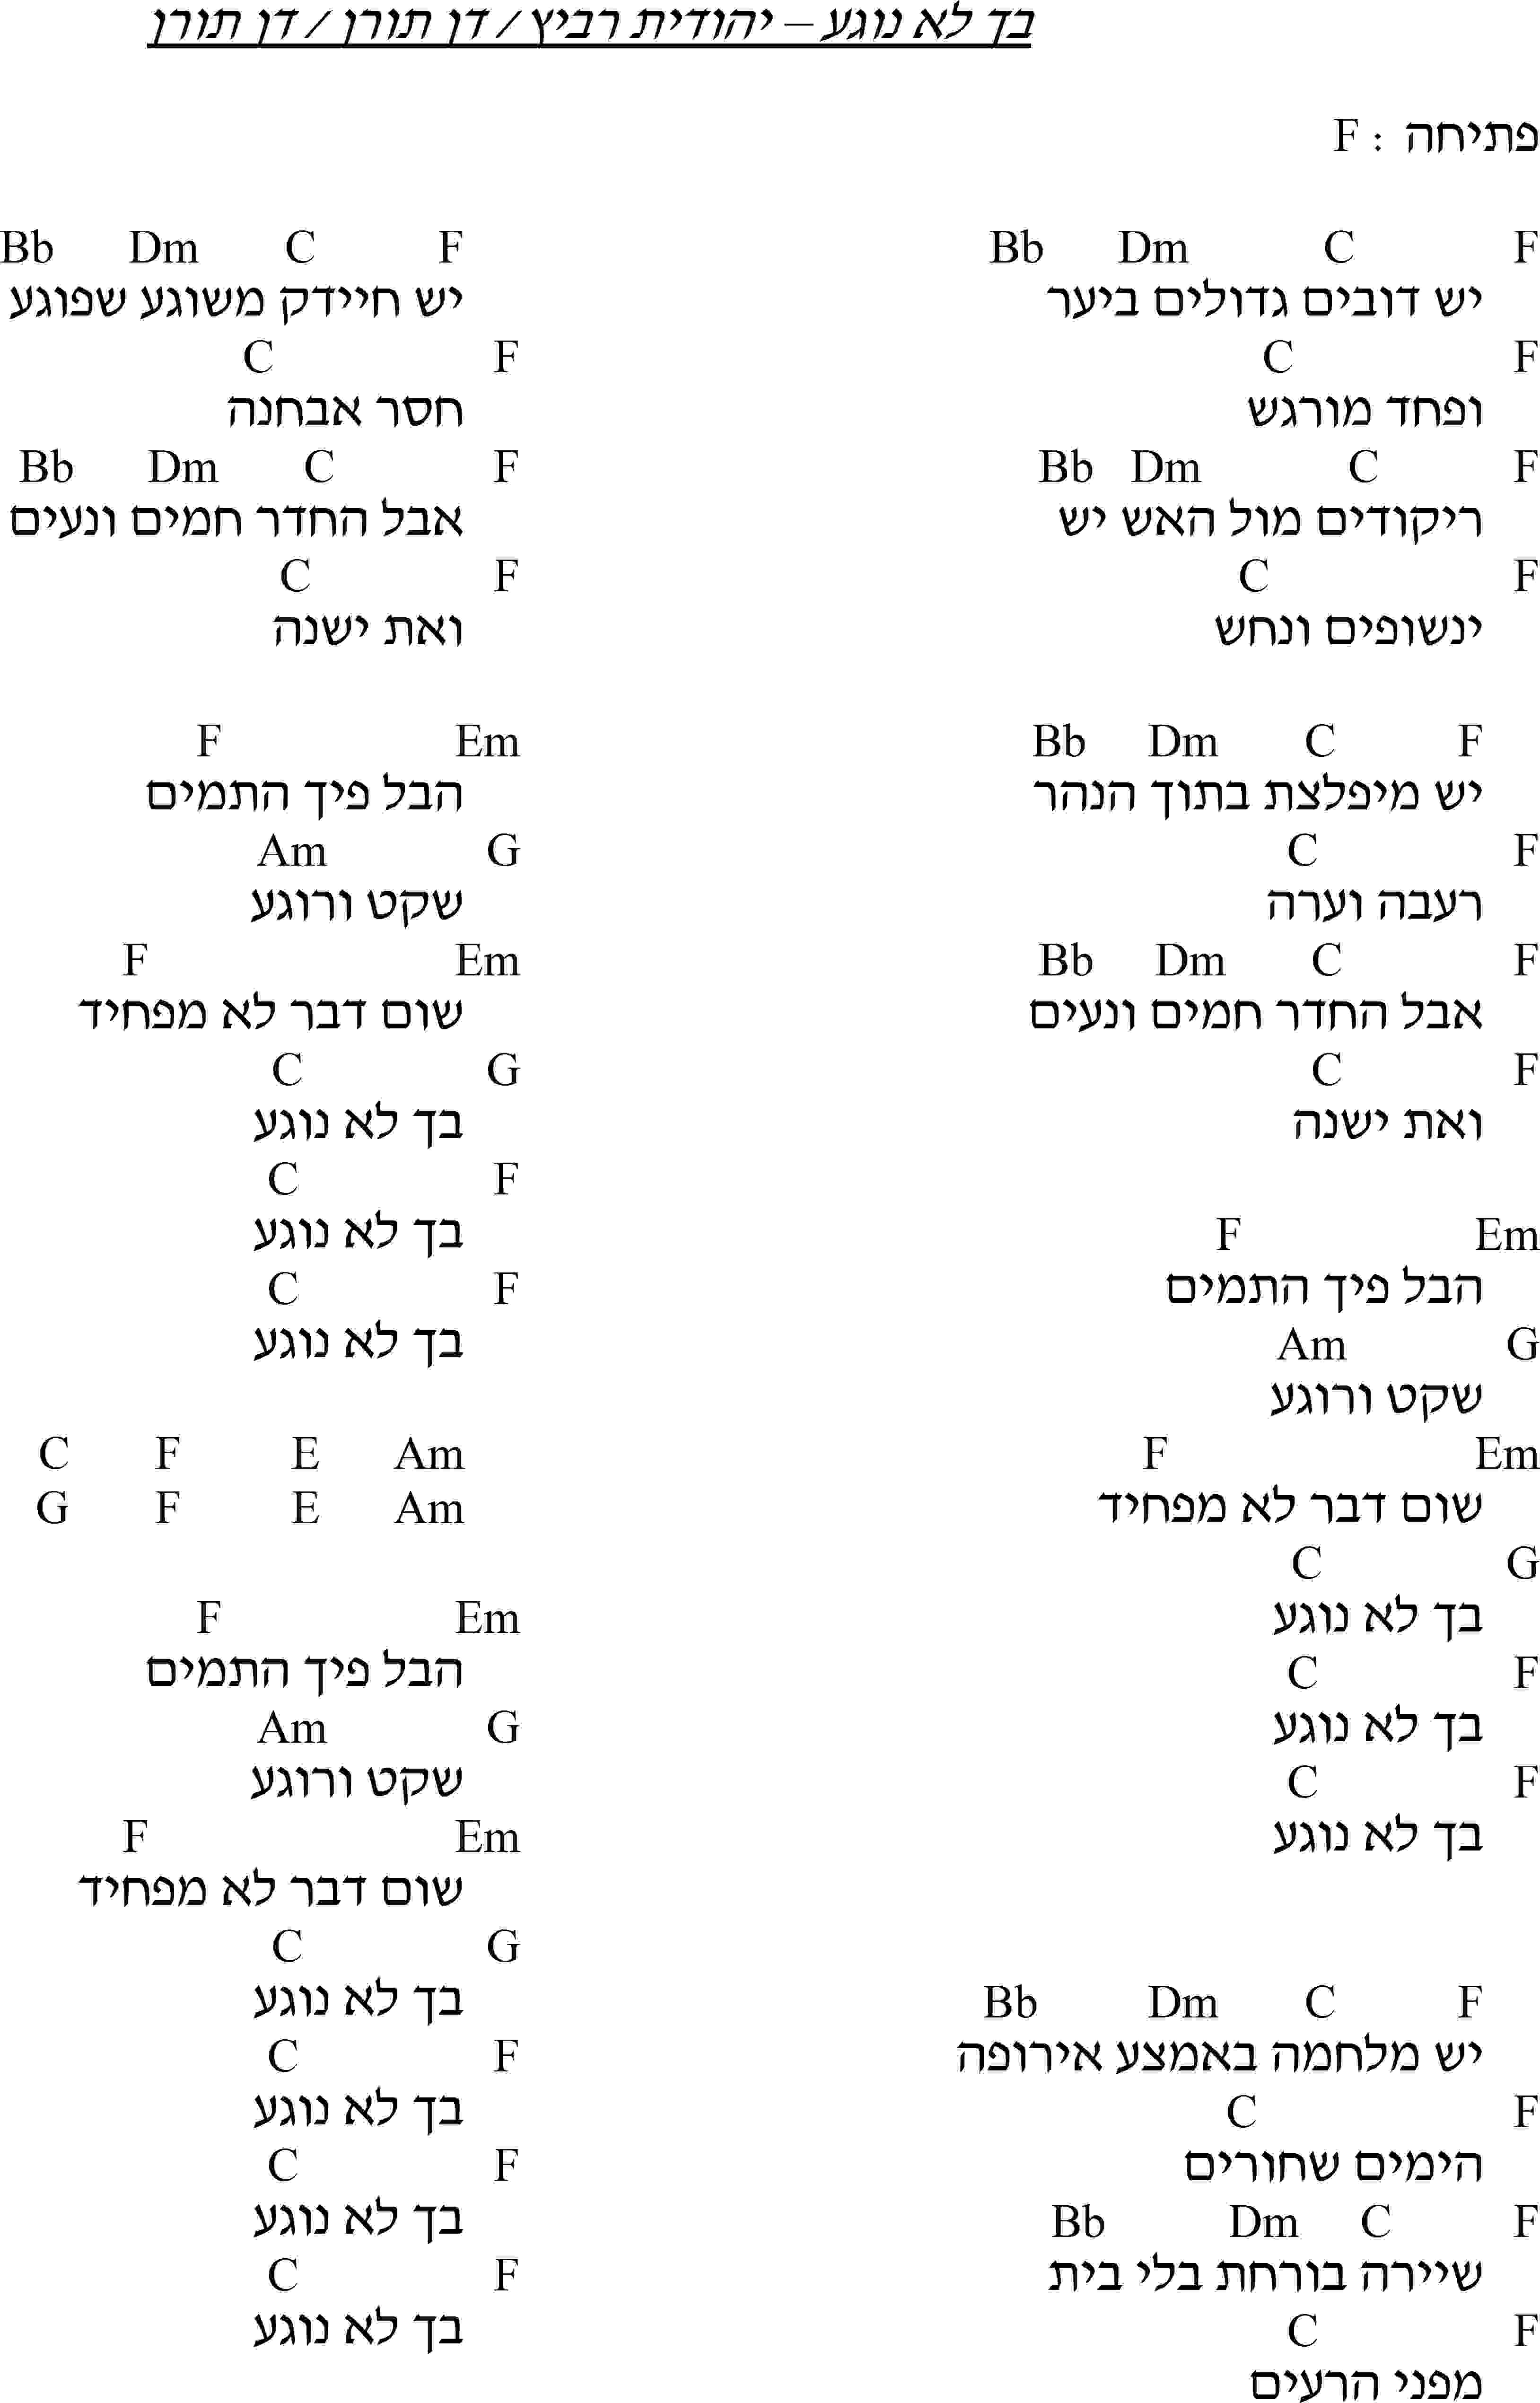 בך לא נוגע – יהודית רביץ / דן תורן / דן תורן
פתיחה : F
Bb Dm C F
יש דובים גדולים ביער
C F
ופחד מורגש
Bb Dm C F
ריקודים מול האש יש
C F
ינשופים ונחש
Bb Dm C F
יש מיפלצת בתוך הנהר
C F
רעבה וערה
Bb Dm C F
אבל החדר חמים ונעים
C F
ואת ישנה
F Em
הבל פיך התמים
Am G
שקט ורוגע
F Em
שום דבר לא מפחיד
C G
בך לא נוגע
C F
בך לא נוגע
C F
בך לא נוגע
Bb Dm C F
יש מלחמה באמצע אירופה
C F
הימים שחורים
Bb Dm C F
שיירה בורחת בלי בית
C F
מפני הרעים
Bb Dm C F
יש חיידק משוגע שפוגע
C F
חסר אבחנה
Bb Dm C F
אבל החדר חמים ונעים
C F
ואת ישנה
F Em
הבל פיך התמים
Am G
שקט ורוגע
F Em
שום דבר לא מפחיד
C G
בך לא נוגע
C F
בך לא נוגע
C F
בך לא נוגע
C F E Am
G F E Am
F Em
הבל פיך התמים
Am G
שקט ורוגע
F Em
שום דבר לא מפחיד
C G
בך לא נוגע
C F
בך לא נוגע
C F
בך לא נוגע
C F
בך לא נוגע